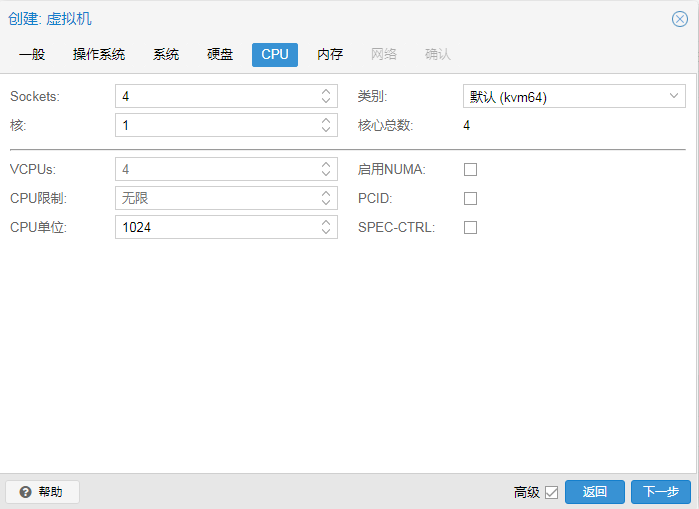 创建: 虚拟机
一般 操作系统 系统 硬盘 CPU 内存 网络 确认
Sockets: 4 类别: 默认 (kvm64)
核: 1 核心总数: 4
VCPUs: 4 启用NUMA:
CPU限制: 无限 PCID:
CPU单位: 1024 SPEC-CTRL:
帮助 高级 返回 下一步